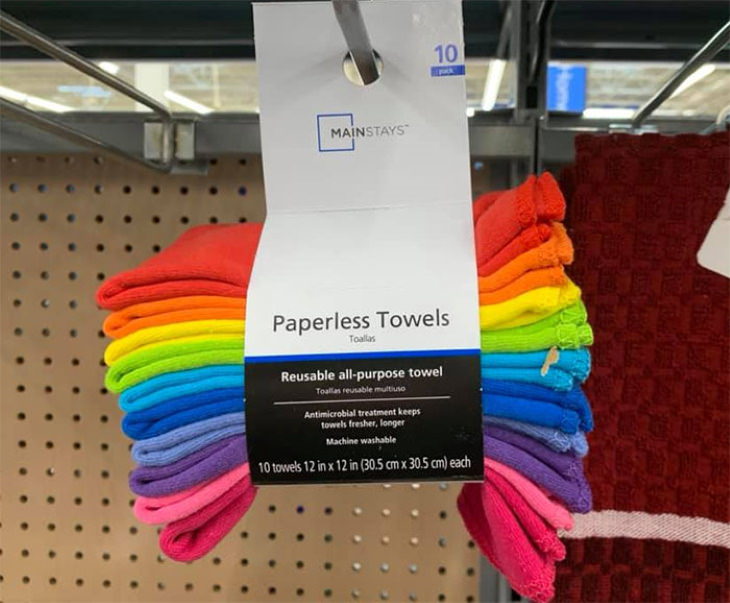 10
pack
MAINSTAYS™
Paperless Towels
Toallas
Reusable all-purpose towel
Toallas reusable multiuso
Antimicrobial treatment keeps
towels fresher, longer
Machine washable
10 towels 12 in x 12 in (30.5 cm x 30.5 cm) each